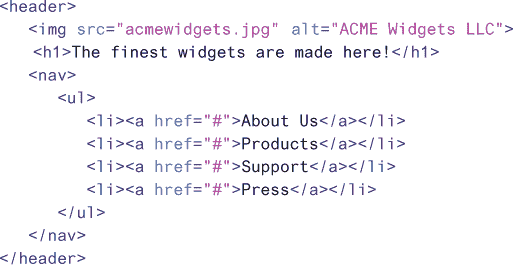 <header>
<img src="acmewidgets.jpg" alt="ACME Widgets LLC">
<h1>The finest widgets are made here!</h1>
<nav>
<ul>
<li><a href="#">About Us</a></li>
<li><a href="#">Products</a></li>
<li><a href="#">Support</a></li>
<li><a href="#">Press</a></li>
</ul>
</nav>
</header>